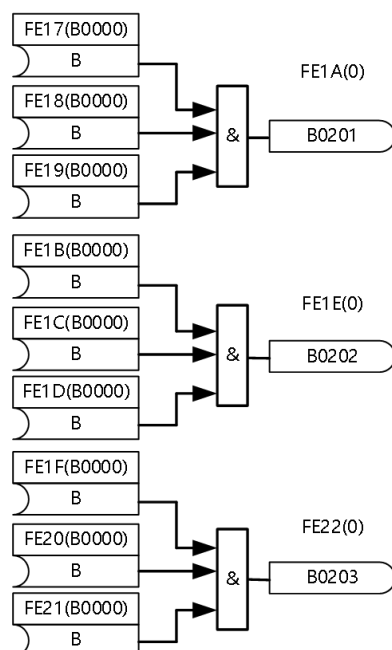 FE17(B0000)
B
FE18(B0000)
B
FE19(B0000)
B
&
FE1A(0)
B0201
FE1B(B0000)
B
FE1C(B0000)
B
FE1D(B0000)
B
&
FE1E(0)
B0202
FE1F(B0000)
B
FE20(B0000)
B
FE21(B0000)
B
&
FE22(0)
B0203